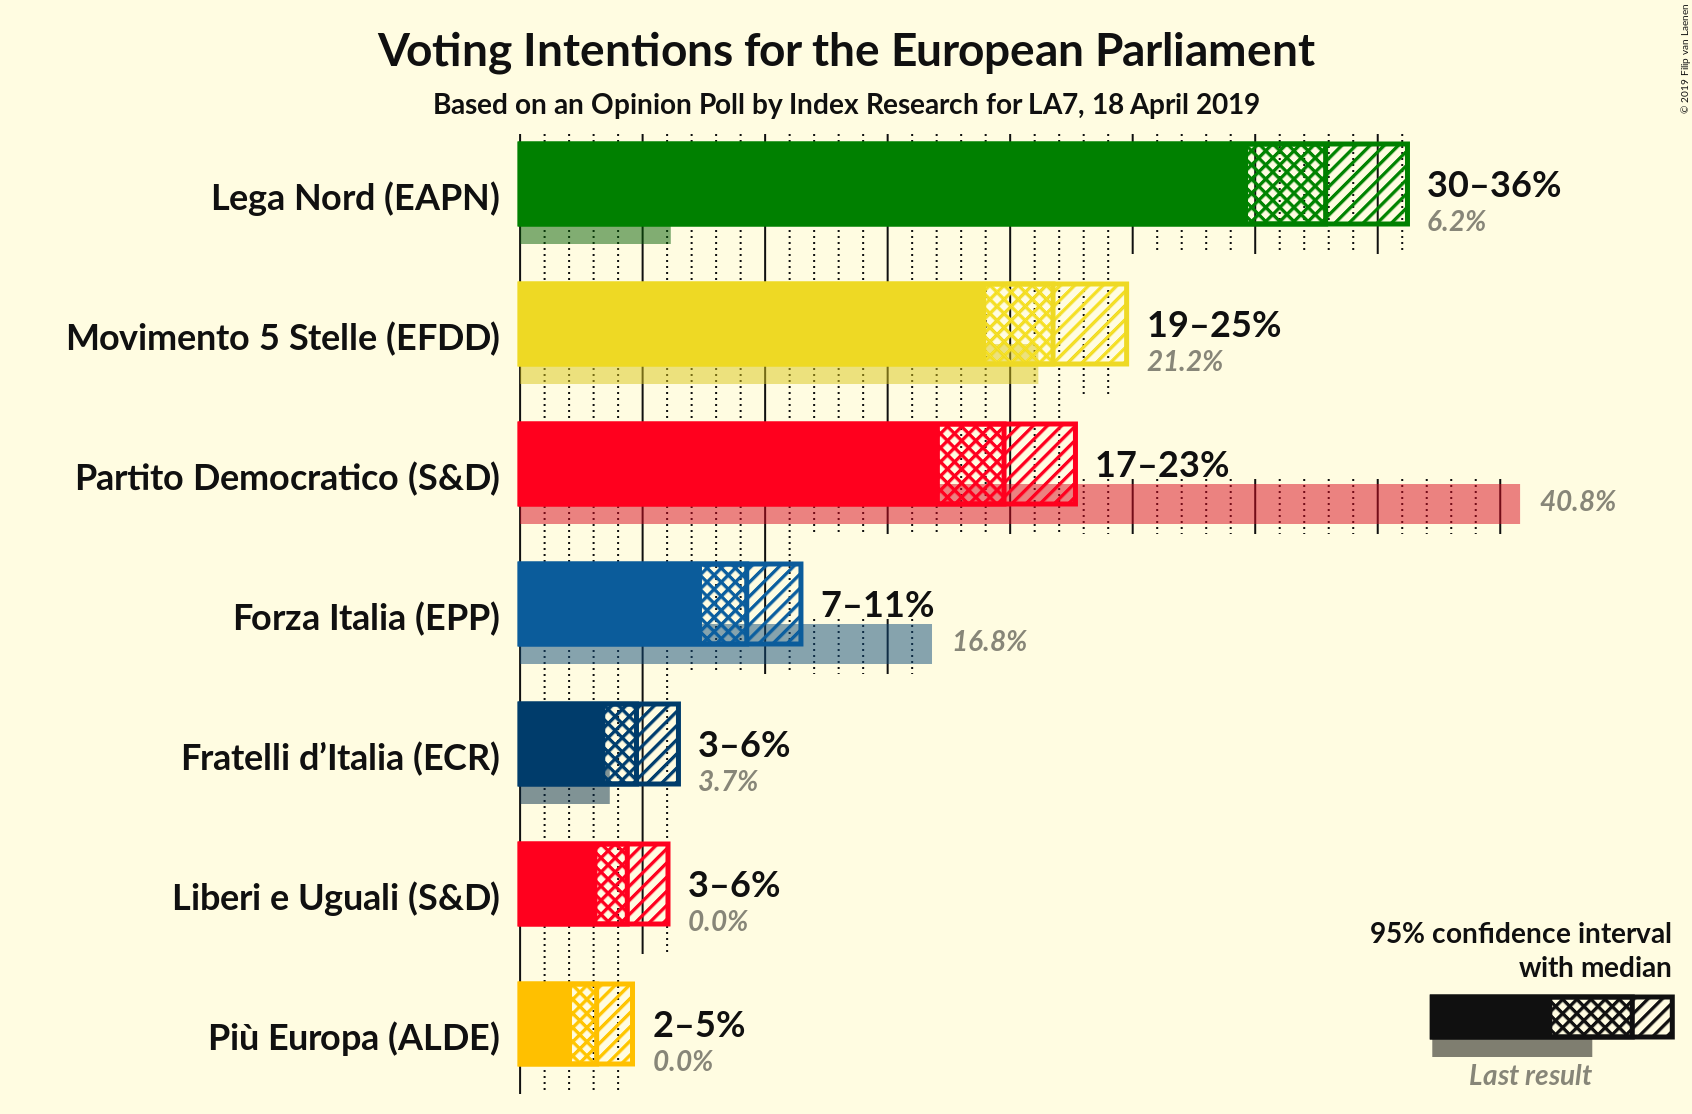 Voting Intentions for the European Parliament
Based on an Opinion Poll by Index Research for LA7, 18 April 2019
© 2019 Filip van Laenen
Lega Nord (EAPN)
30–36%
6.2%
Movimento 5 Stelle (EFDD)
19–25%
21.2%
Partito Democratico (S&D)
17–23%
40.8%
Forza Italia (EPP)
7–11%
16.8%
Fratelli d’Italia (ECR)
3–6%
3.7%
Liberi e Uguali (S&D)
3–6%
0.0%
Più Europa (ALDE)
2–5%
0.0%
95% confidence interval
with median
Last result